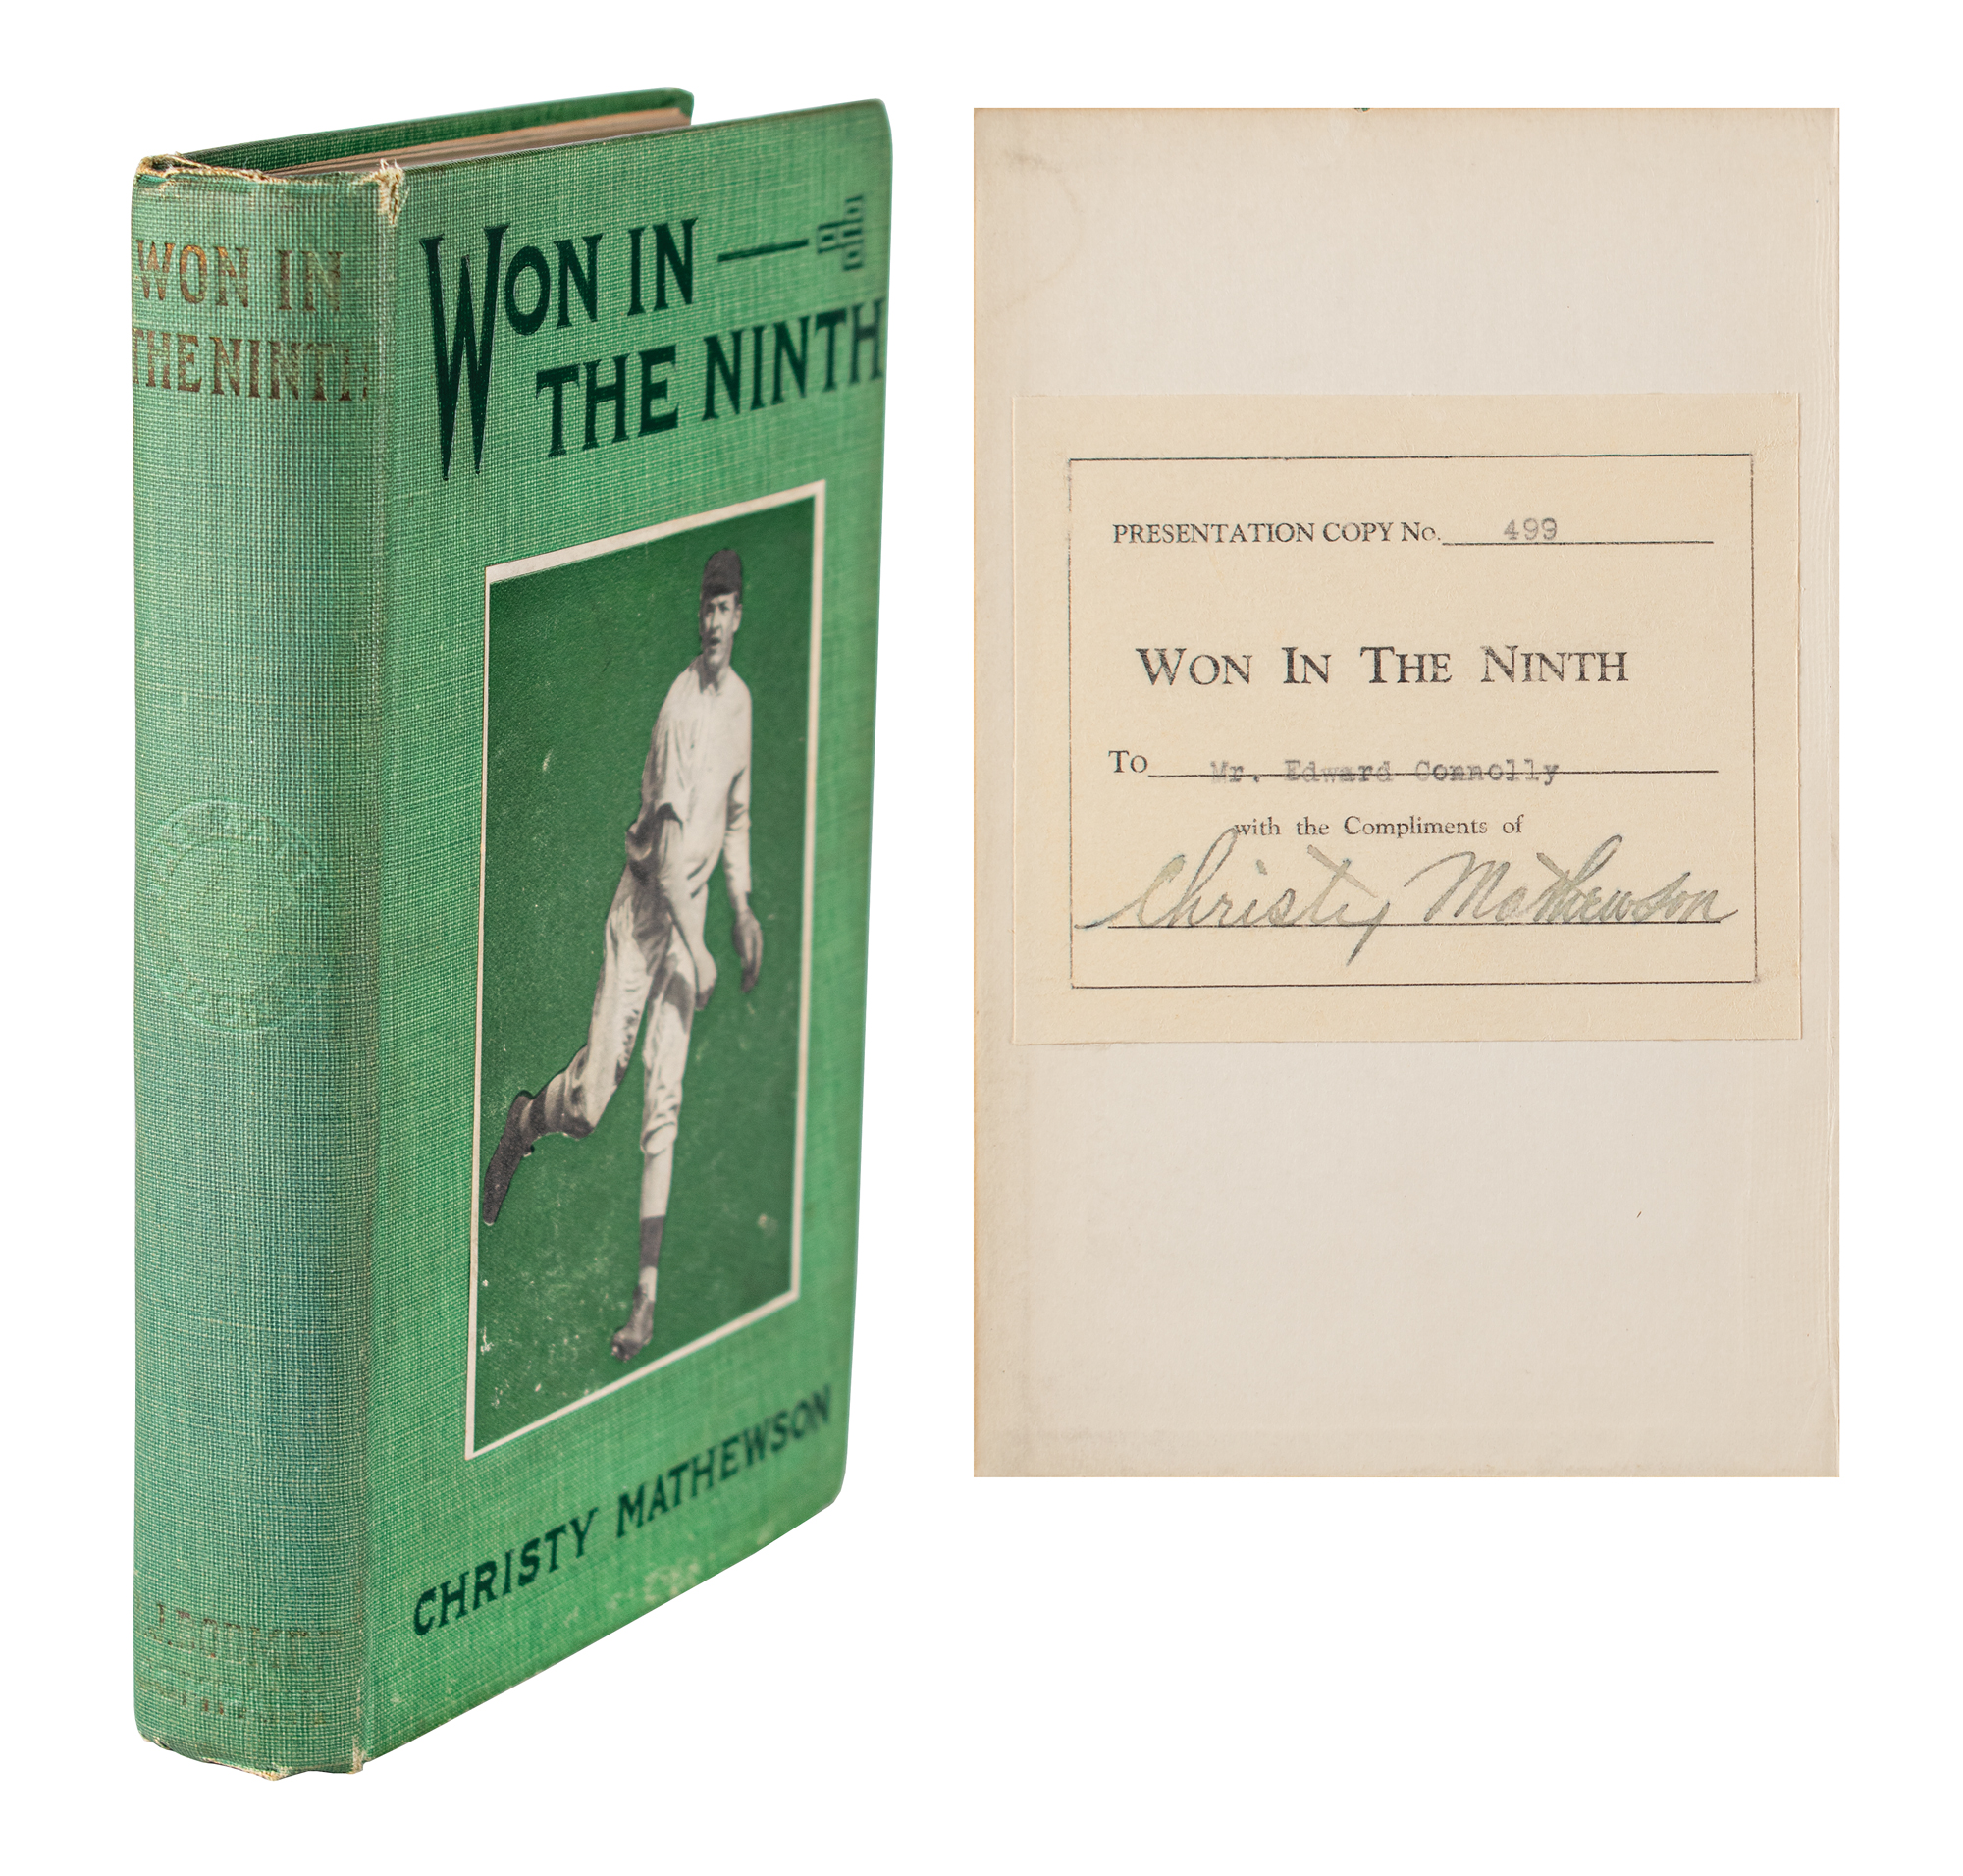 WON IN
THE NINTH
WON IN
THE NINTH
CHRISTY MATHEWSON
PRESENTATION COPY No. 499
WON IN THE NINTH
To Mr. Edward Connolly
with the Compliments of
Christy Mathewson